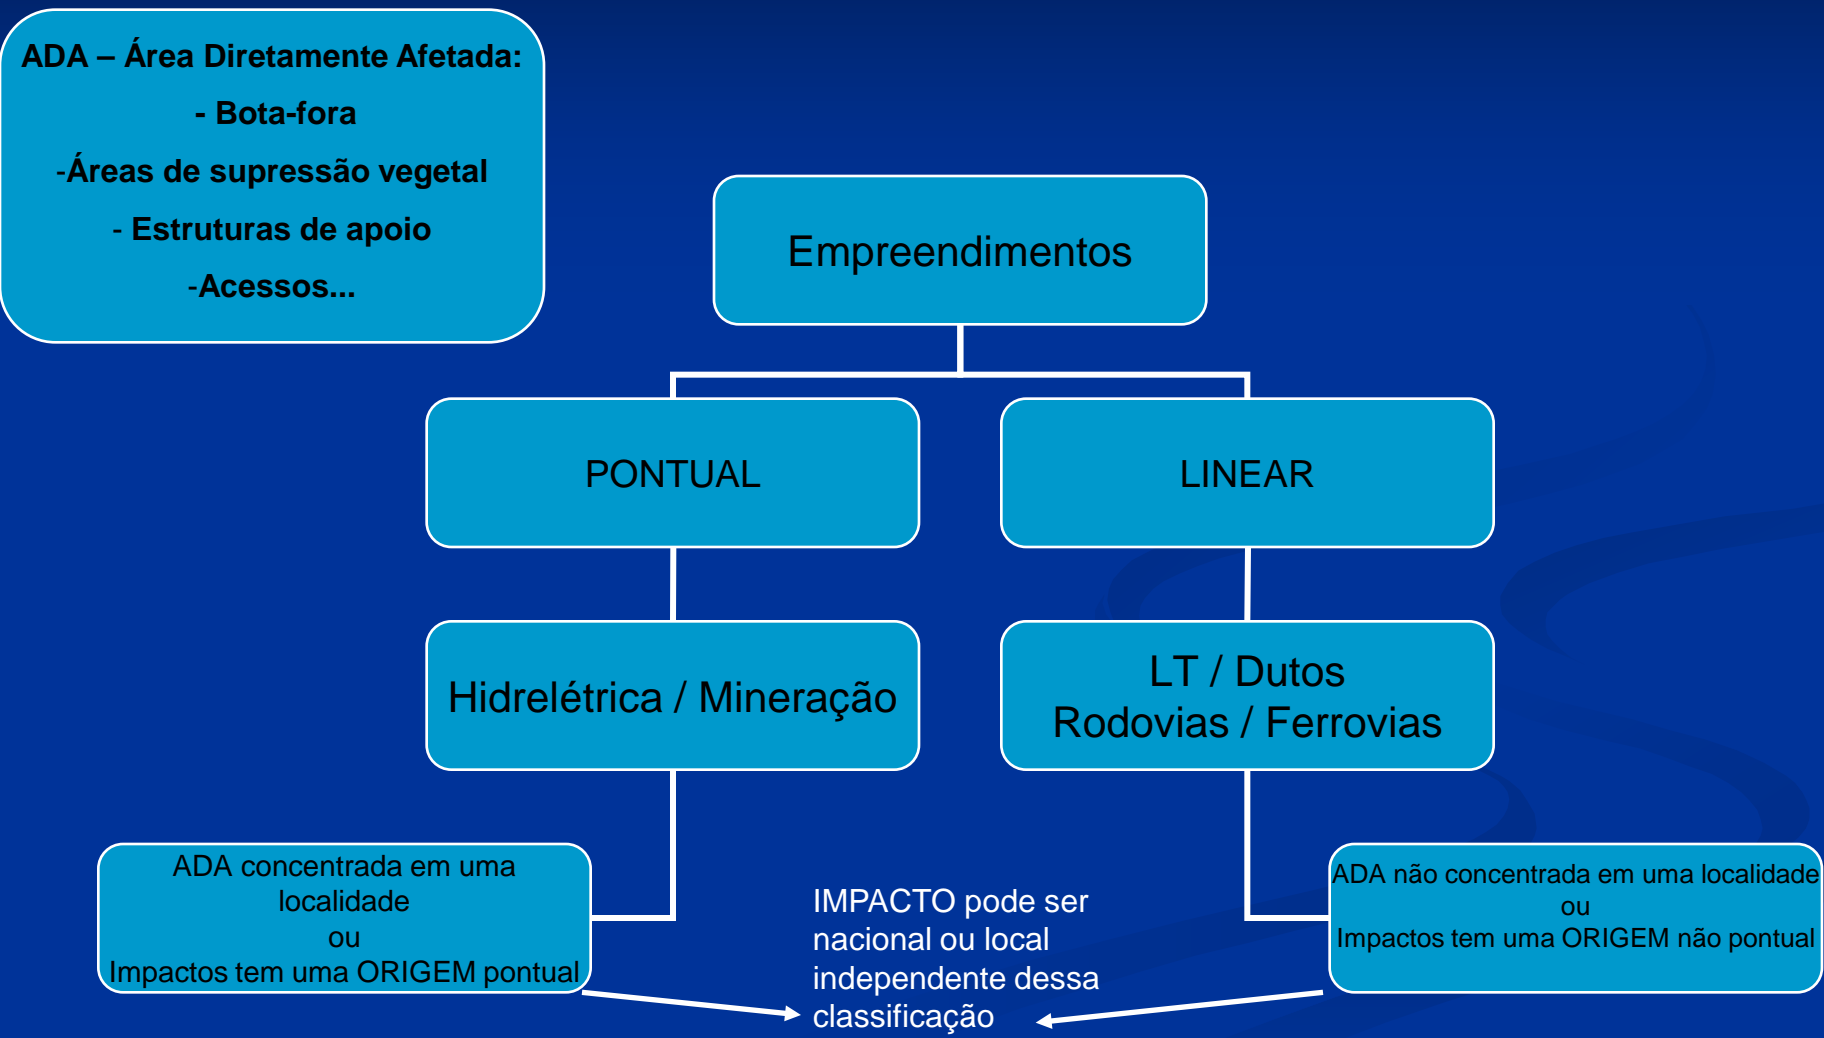 ADA – Área Diretamente Afetada:
- Bota-fora
-Áreas de supressão vegetal
- Estruturas de apoio
-Acessos...
Empreendimentos
PONTUAL
LINEAR
Hidrelétrica / Mineração
LT / Dutos
Rodovias / Ferrovias
ADA concentrada em uma
localidade
ou
Impactos tem uma ORIGEM pontual
IMPACTO pode ser
nacional ou local
independente dessa
classificação
ADA não concentrada em uma localidade
ou
Impactos tem uma ORIGEM não pontual